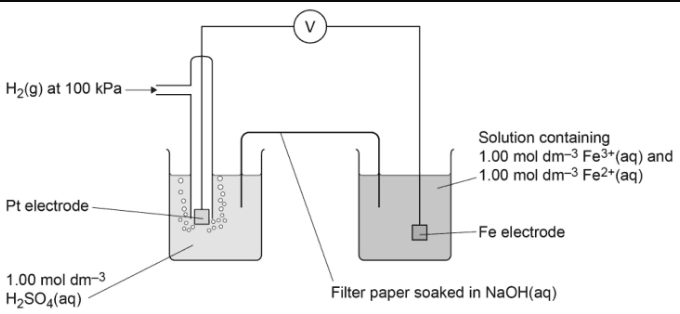 V
H₂(g) at 100 kPa
Solution containing
1.00 mol dm⁻³ Fe³⁺(aq) and
1.00 mol dm⁻³ Fe²⁺(aq)
Pt electrode
Fe electrode
1.00 mol dm⁻³
H₂SO₄(aq)
Filter paper soaked in NaOH(aq)